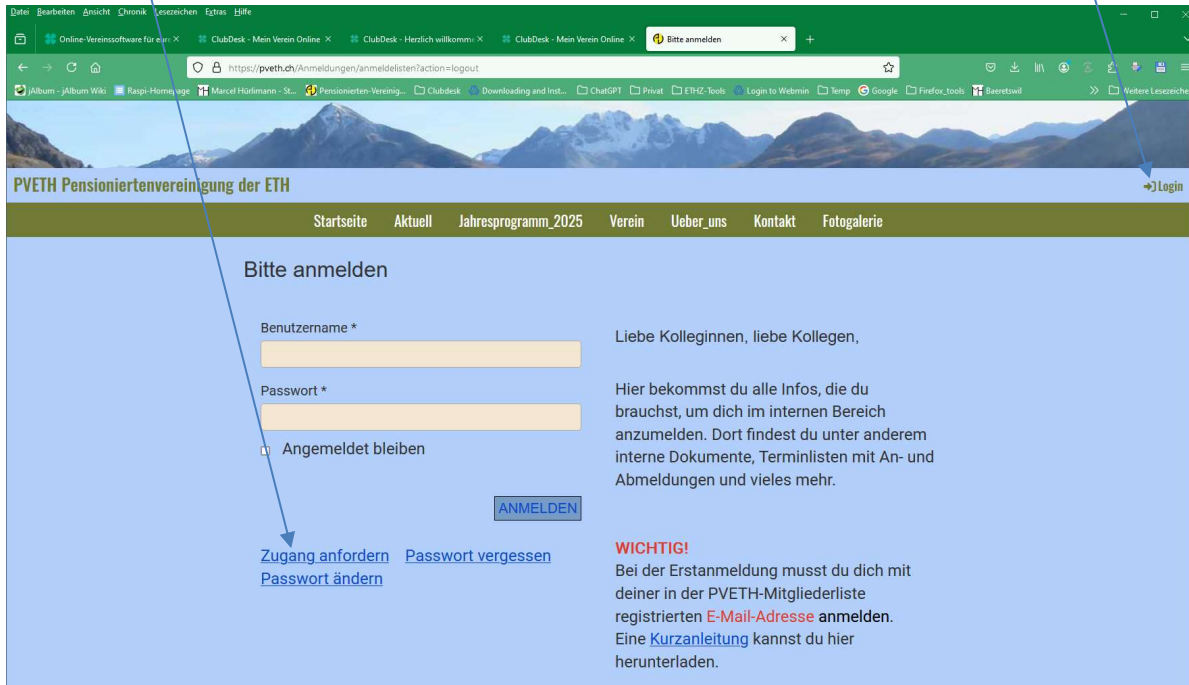 Datei Bearbeiten Ansicht Chronik Lesezeichen Extras Hilfe
Online-Vereinssoftware für eure
ClubDesk - Mein Verein Online
ClubDesk - Herzlich willkomme
ClubDesk - Mein Verein Online
Bitte anmelden
https://pveth.ch/Anmeldungen/anmeldelisten?action=logout
jAlbum - jAlbum Wiki Raspi-Homepage Marcel Hürlimann - St... Pensionierten-Vereinig... Clubdesk Downloading and Inst... ChatGPT Privat ETHZ-Tools Login to Webmin Temp Google Firefox_tools Baeretswil Weitere Lesezeiche
PVETH Pensioniertenvereinigung der ETH
Login
Startseite Aktuell Jahresprogramm_2025 Verein Ueber_uns Kontakt Fotogalerie
Bitte anmelden
Benutzername *
Passwort *
Angemeldet bleiben
ANMELDEN
Zugang anfordern Passwort vergessen
Passwort ändern
Liebe Kolleginnen, liebe Kollegen,
Hier bekommst du alle Infos, die du
brauchst, um dich im internen Bereich
anzumelden. Dort findest du unter anderem
interne Dokumente, Terminlisten mit An- und
Abmeldungen und vieles mehr.
WICHTIG!
Bei der Erstanmeldung musst du dich mit
deiner in der PVETH-Mitgliederliste
registrierten E-Mail-Adresse anmelden.
Eine Kurzanleitung kannst du hier
herunterladen.